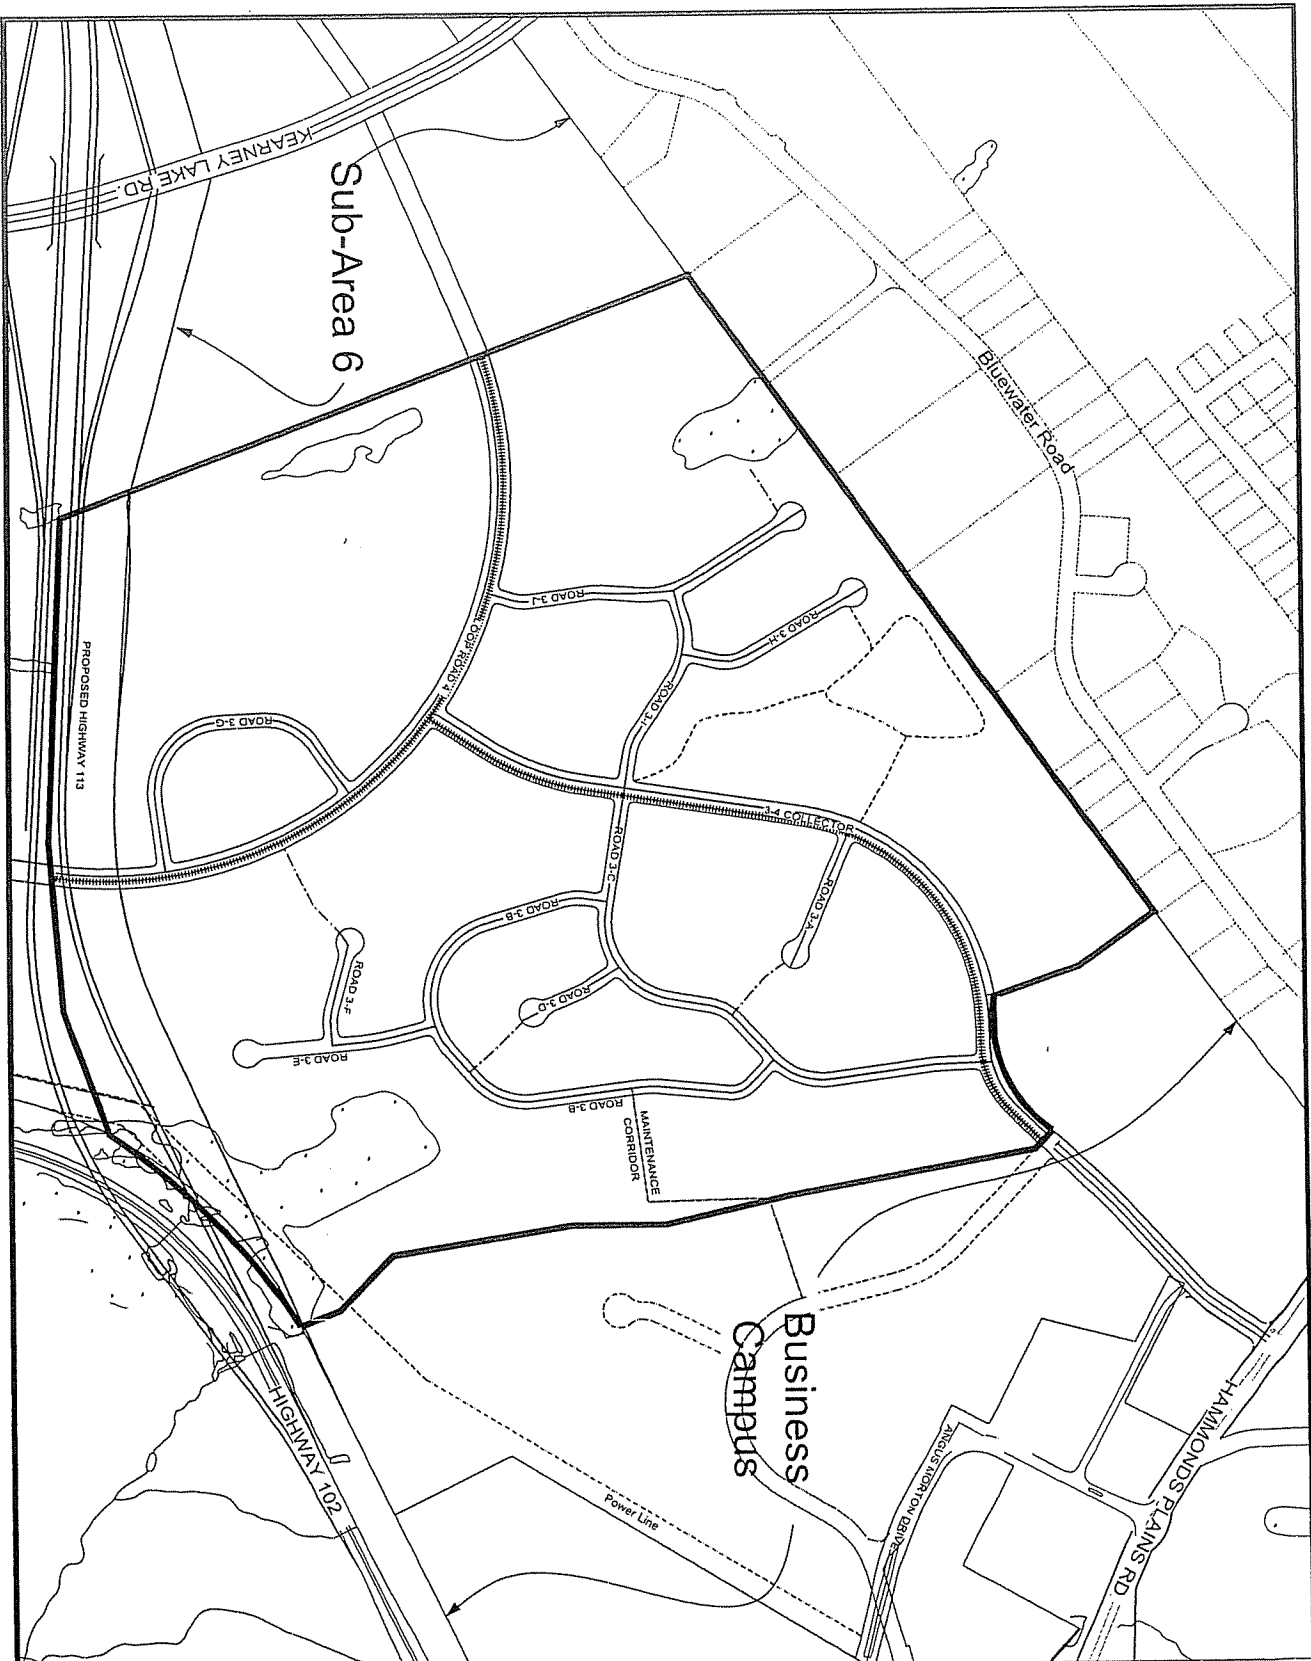 KEARNEY LAKE RD.
Sub-Area 6
Bluewater Road
PROPOSED HIGHWAY 113
LOOP ROAD 4
ROAD 3-J
ROAD 3-H
ROAD 3-G
3-4 COLLECTOR
ROAD 3-C
ROAD 3-A
ROAD 3-B
ROAD 3-D
ROAD 3-F
ROAD 3-E
ROAD 3-B
MAINTENANCE
CORRIDOR
Business
Campus
HAMMONDS PLAINS RD
ANGUS MORTON DRIVE
Power Line
HIGHWAY 102